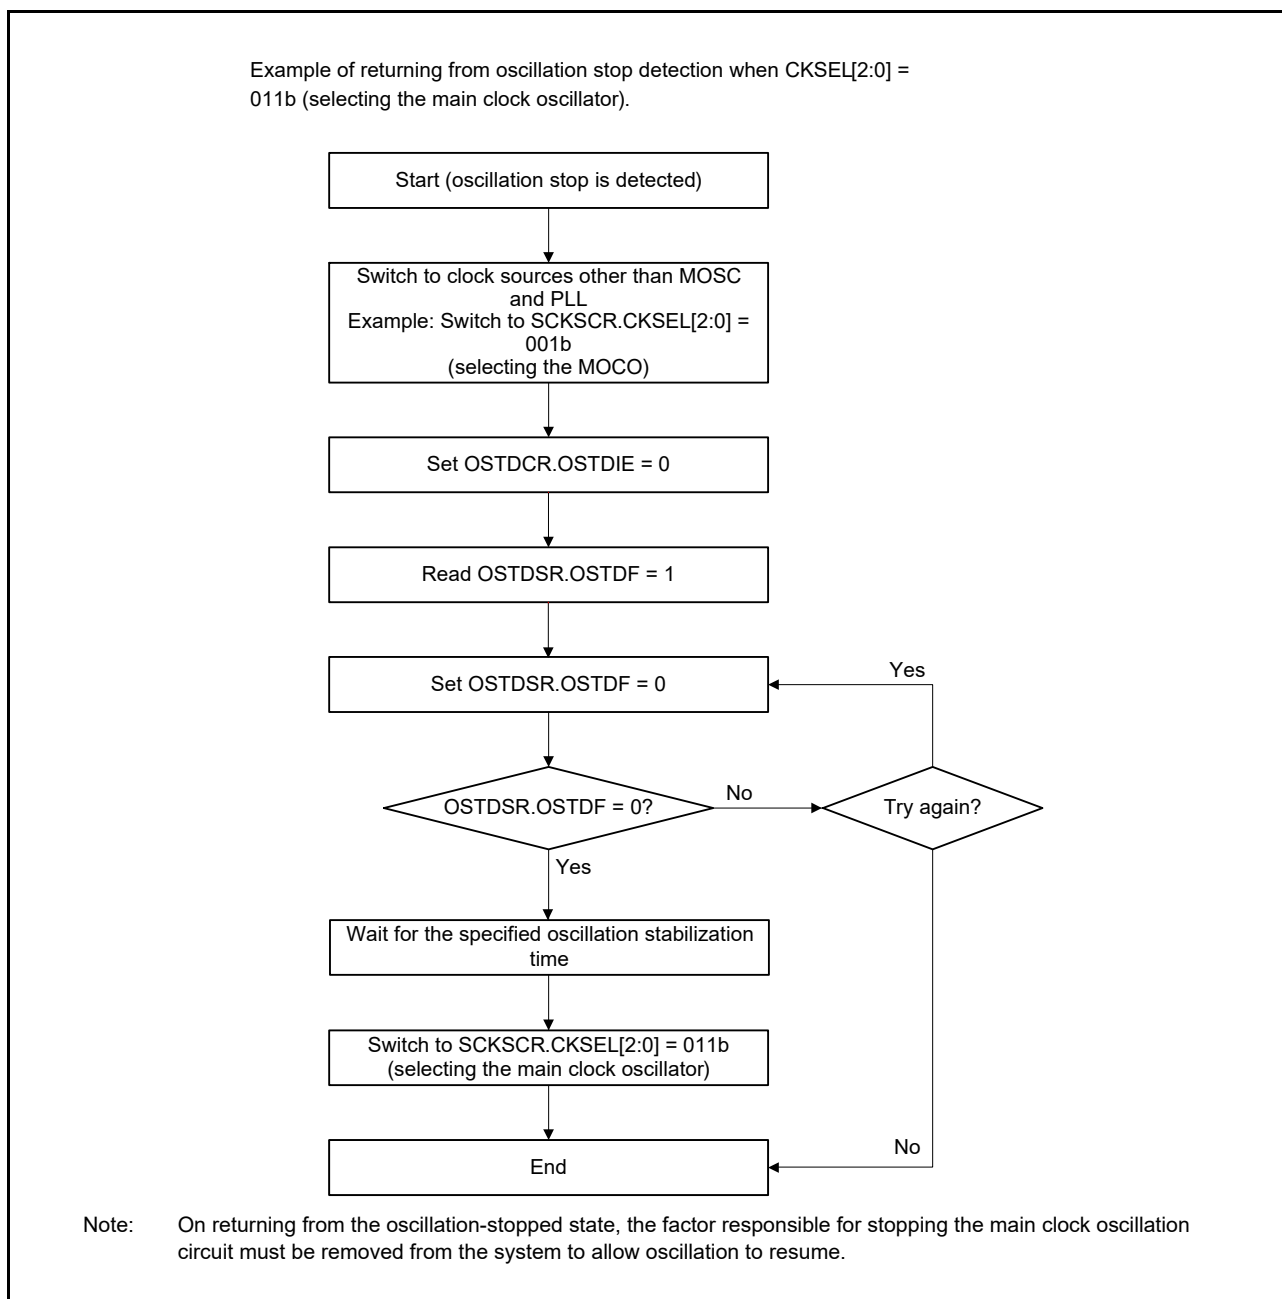 Example of returning from oscillation stop detection when CKSEL[2:0] =
011b (selecting the main clock oscillator).
Start (oscillation stop is detected)
Switch to clock sources other than MOSC
and PLL
Example: Switch to SCKSCR.CKSEL[2:0] =
001b
(selecting the MOCO)
Set OSTDCR.OSTDIE = 0
Read OSTDSR.OSTDF = 1
Set OSTDSR.OSTDF = 0
Yes
OSTDSR.OSTDF = 0?
No
Try again?
Yes
Wait for the specified oscillation stabilization
time
Switch to SCKSCR.CKSEL[2:0] = 011b
(selecting the main clock oscillator)
No
End
Note: On returning from the oscillation-stopped state, the factor responsible for stopping the main clock oscillation
circuit must be removed from the system to allow oscillation to resume.